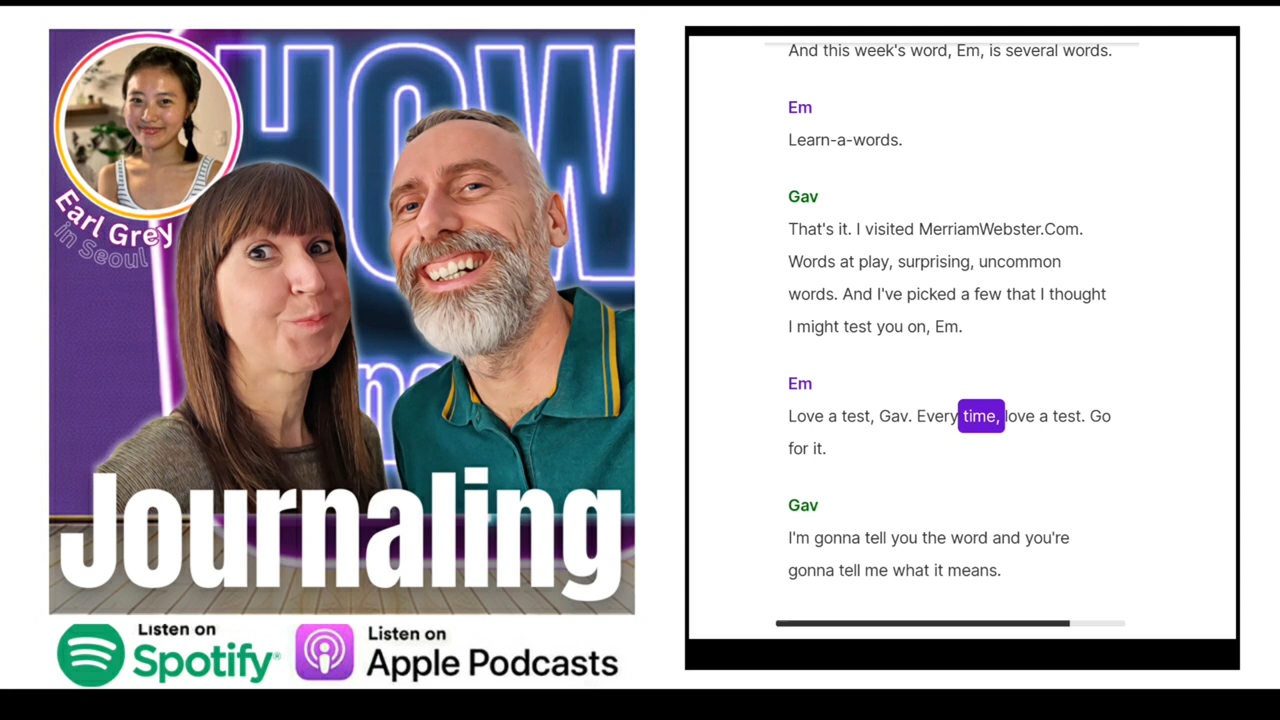 HOW
Earl Grey
in Seoul
Journaling
Listen on
Spotify
Listen on
Apple Podcasts
And this week's word, Em, is several words.
Em
Learn-a-words.
Gav
That's it. I visited MerriamWebster.Com.
Words at play, surprising, uncommon
words. And I've picked a few that I thought
I might test you on, Em.
Em
Love a test, Gav. Every time, love a test. Go
for it.
Gav
I'm gonna tell you the word and you're
gonna tell me what it means.